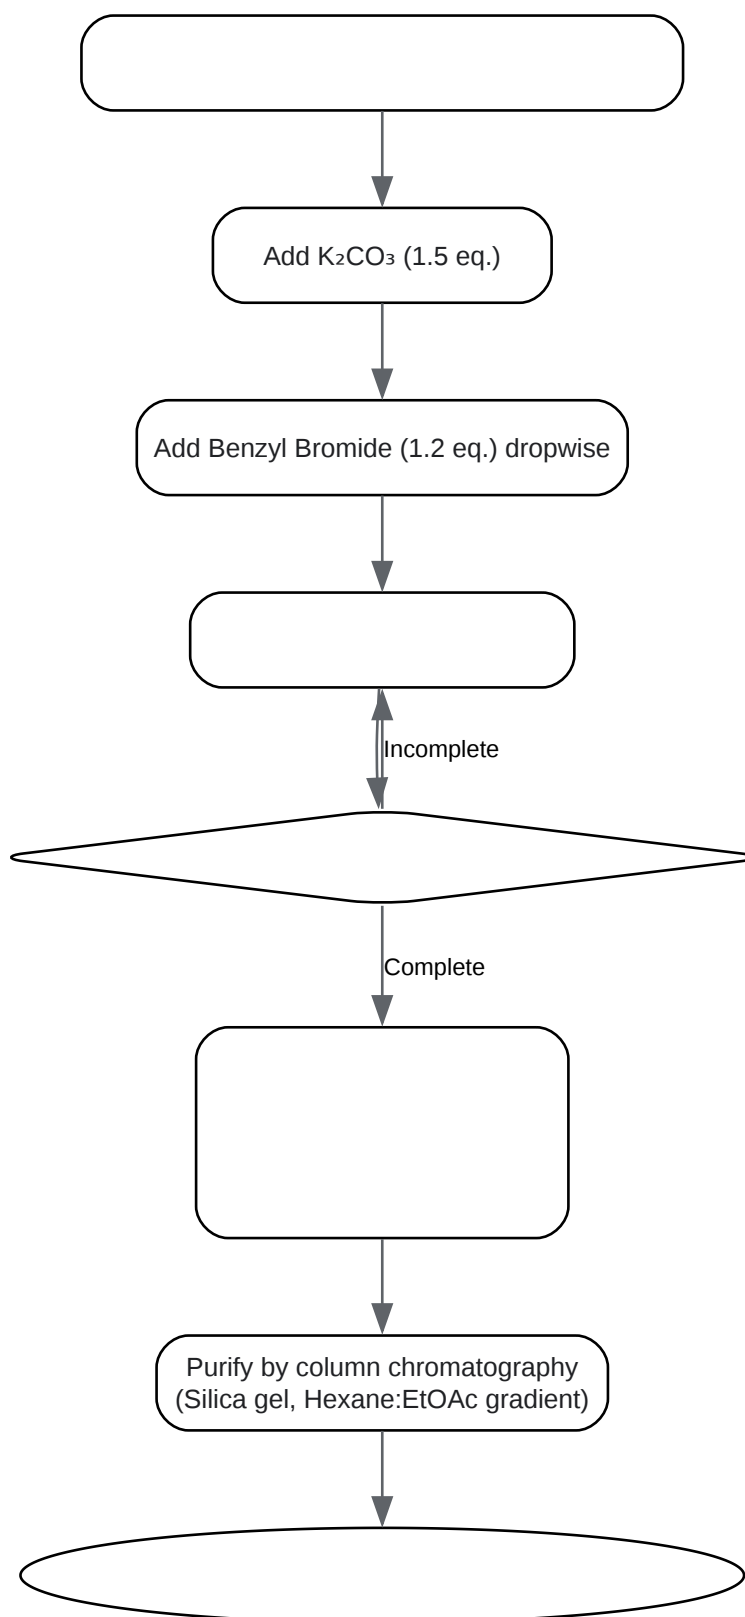 Add K₂CO₃ (1.5 eq.)
Add Benzyl Bromide (1.2 eq.) dropwise
Incomplete
Complete
Purify by column chromatography
(Silica gel, Hexane:EtOAc gradient)